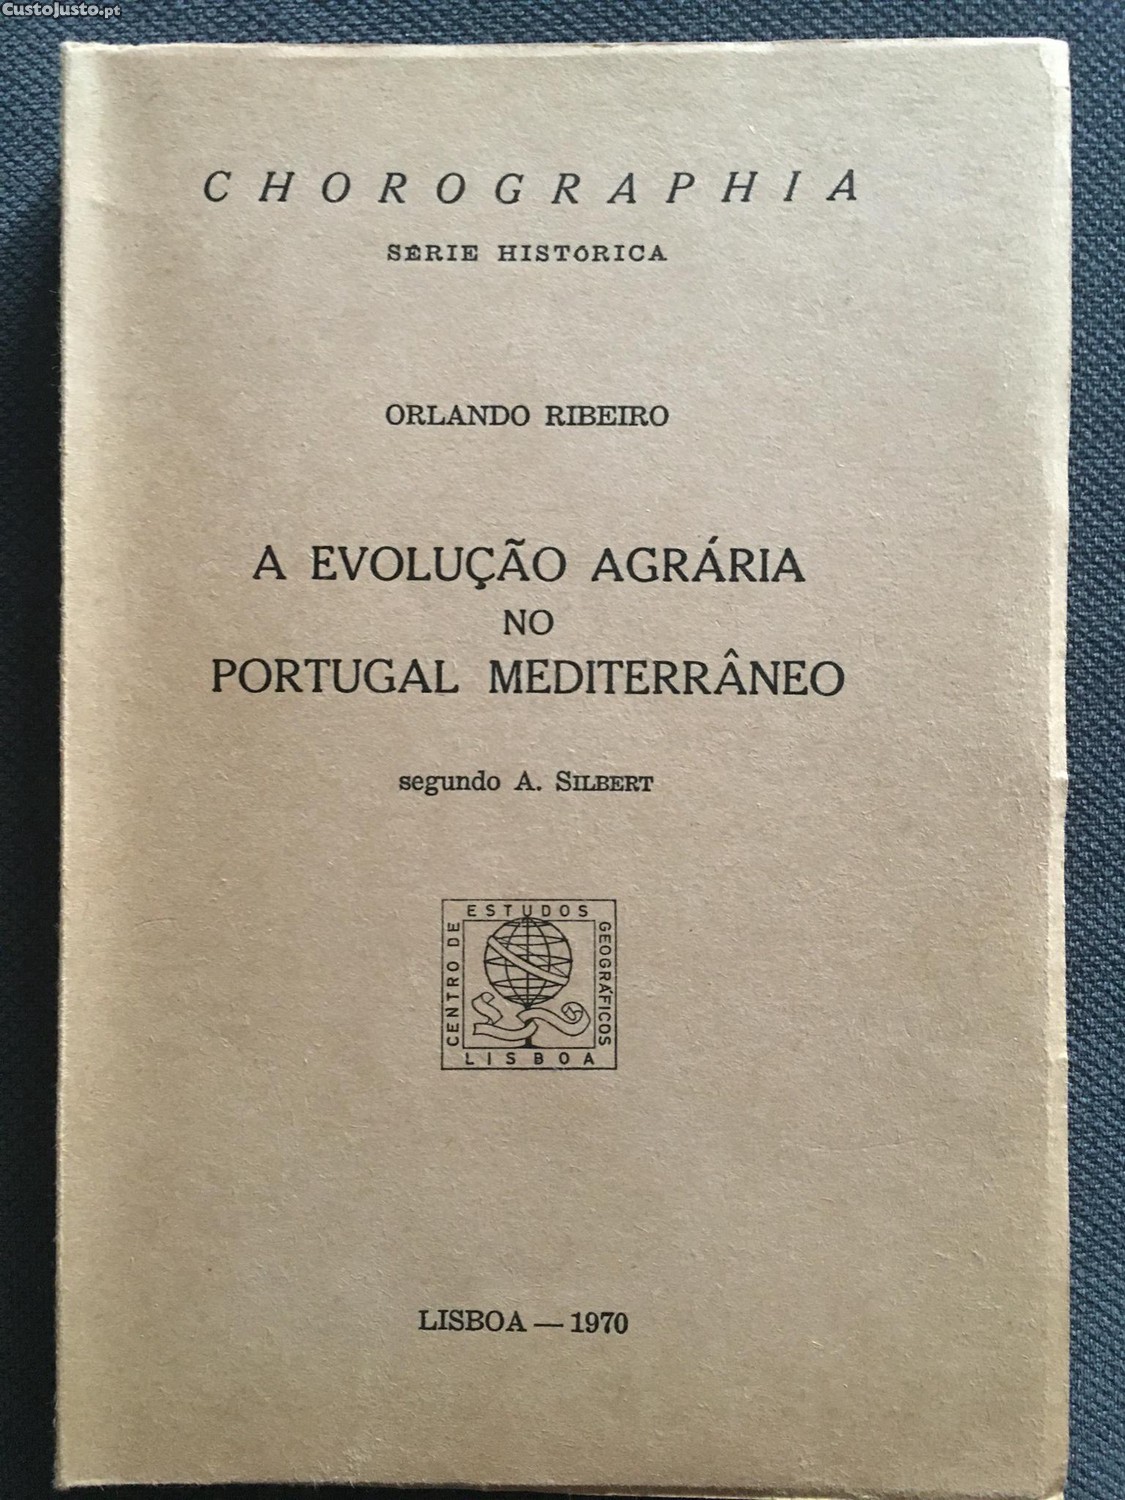 CustoJusto.pt
CHOROGRAPHIA
SÉRIE HISTÓRICA
ORLANDO RIBEIRO
A EVOLUÇÃO AGRÁRIA
NO
PORTUGAL MEDITERRÂNEO
segundo A. SILBERT
CENTRO DE
ESTUDOS
GEOGRÁFICOS
LISBOA
LISBOA — 1970